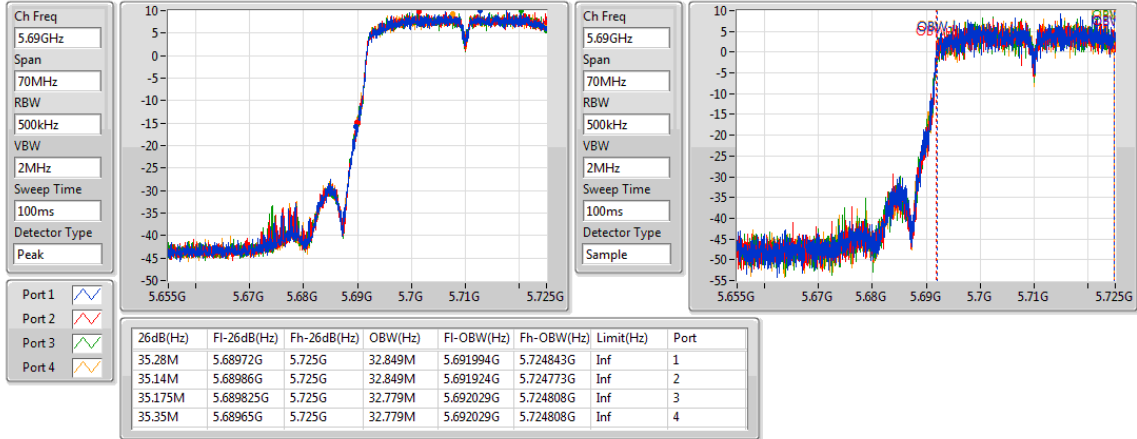 Ch Freq
5.69GHz
Span
70MHz
RBW
500kHz
VBW
2MHz
Sweep Time
100ms
Detector Type
Peak
10
5
0
-5
-10
-15
-20
-25
-30
-35
-40
-45
-50
5.655G 5.67G 5.68G 5.69G 5.7G 5.71G 5.725G
Ch Freq
5.69GHz
Span
70MHz
RBW
500kHz
VBW
2MHz
Sweep Time
100ms
Detector Type
Sample
10
5
0
-5
-10
-15
-20
-25
-30
-35
-40
-45
-50
-55
5.655G 5.67G 5.68G 5.69G 5.7G 5.71G 5.725G
Port 1
Port 2
Port 3
Port 4
26dB(Hz) Fl-26dB(Hz) Fh-26dB(Hz) OBW(Hz) Fl-OBW(Hz) Fh-OBW(Hz) Limit(Hz) Port
35.28M 5.68972G 5.725G 32.849M 5.691994G 5.724843G Inf 1
35.14M 5.68986G 5.725G 32.849M 5.691924G 5.724773G Inf 2
35.175M 5.689825G 5.725G 32.779M 5.692029G 5.724808G Inf 3
35.35M 5.68965G 5.725G 32.779M 5.692029G 5.724808G Inf 4